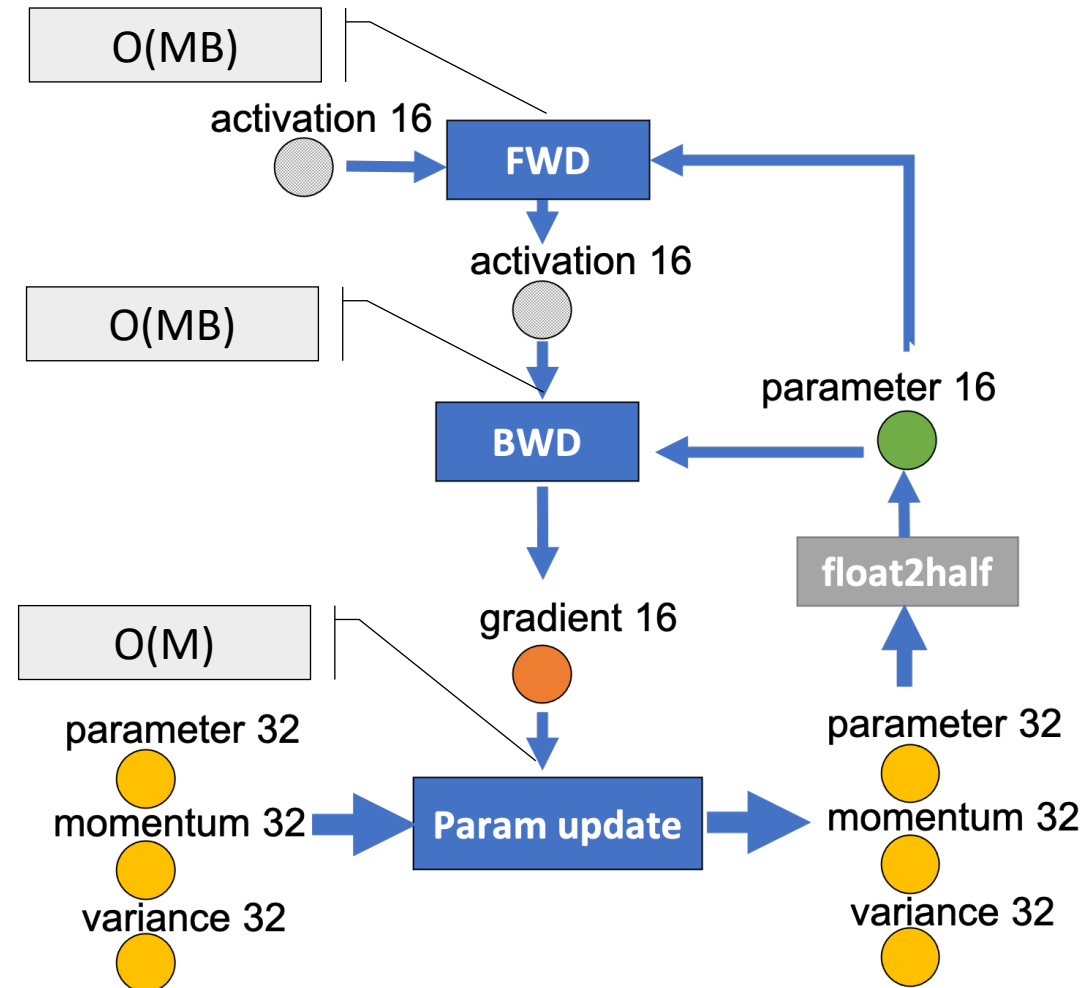 O(MB)
activation 16
FWD
activation 16
O(MB)
parameter 16
BWD
float2half
gradient 16
O(M)
parameter 32
momentum 32
variance 32
Param update
parameter 32
momentum 32
variance 32